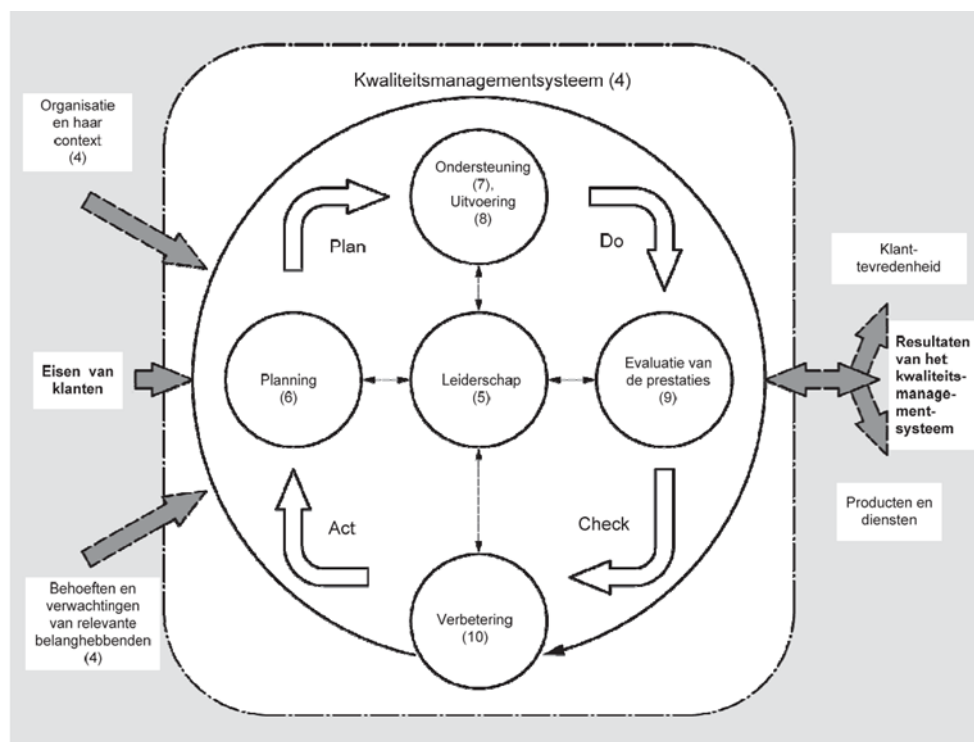 Kwaliteitsmanagementsysteem (4)
Organisatie
en haar
context
(4)
Ondersteuning
(7),
Uitvoering
(8)
Plan
Do
Klant-
tevredenheid
Eisen van
klanten
Planning
(6)
Leiderschap
(5)
Evaluatie van
de prestaties
(9)
Resultaten
van het
kwaliteits-
manage-
ment-
systeem
Act
Check
Producten en
diensten
Behoeften en
verwachtingen
van relevante
belanghebbenden
(4)
Verbetering
(10)